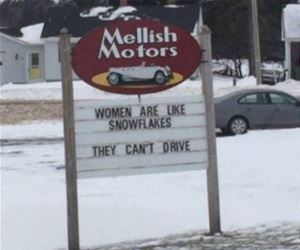 Mellish
Motors
WOMEN ARE LIKE
SNOWFLAKES
THEY CAN'T DRIVE